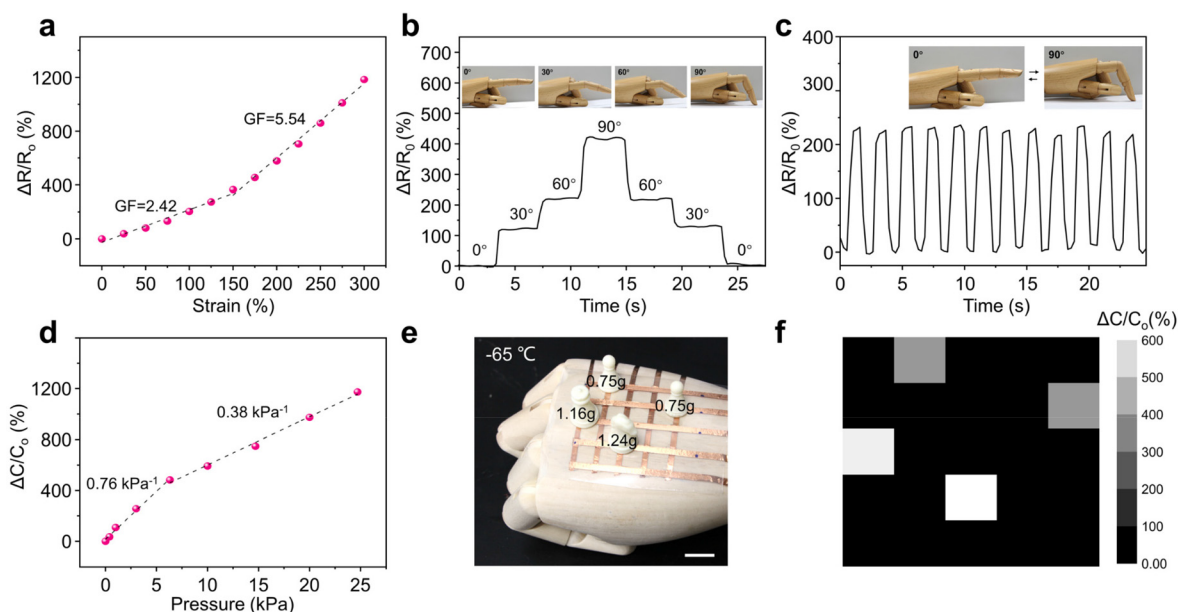 a
1200
800
400
0
GF=5.54
GF=2.42
0 50 100 150 200 250 300
ΔR/Rₒ (%)
Strain (%)
b
700
600
500
400
300
200
100
0
0° 30° 60° 90°
90°
60° 60°
30° 30°
0° 0°
0 5 10 15 20 25
ΔR/R₀ (%)
Time (s)
c
400
300
200
100
0
0° 90°
0 5 10 15 20
ΔR/R₀ (%)
Time (s)
d
1200
800
400
0
0.38 kPa⁻¹
0.76 kPa⁻¹
0 5 10 15 20 25
ΔC/Cₒ (%)
Pressure (kPa)
e
-65 ℃
0.75g
0.75g
1.16g
1.24g
f
ΔC/Cₒ(%)
600
500
400
300
200
100
0.00